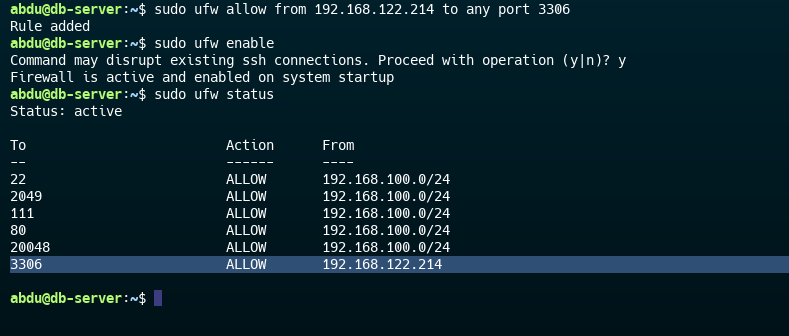 abdu@db-server:~$ sudo ufw allow from 192.168.122.214 to any port 3306
Rule added
abdu@db-server:~$ sudo ufw enable
Command may disrupt existing ssh connections. Proceed with operation (y|n)? y
Firewall is active and enabled on system startup
abdu@db-server:~$ sudo ufw status
Status: active

To                         Action      From
--                         ------      ----
22                         ALLOW       192.168.100.0/24
2049                       ALLOW       192.168.100.0/24
111                        ALLOW       192.168.100.0/24
80                         ALLOW       192.168.100.0/24
20048                      ALLOW       192.168.100.0/24
3306                       ALLOW       192.168.122.214

abdu@db-server:~$